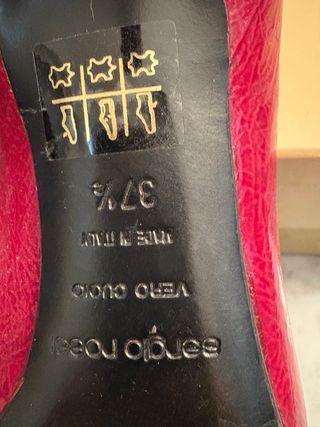 37½
MADE IN ITALY
VERO CUOIO
sergio rossi